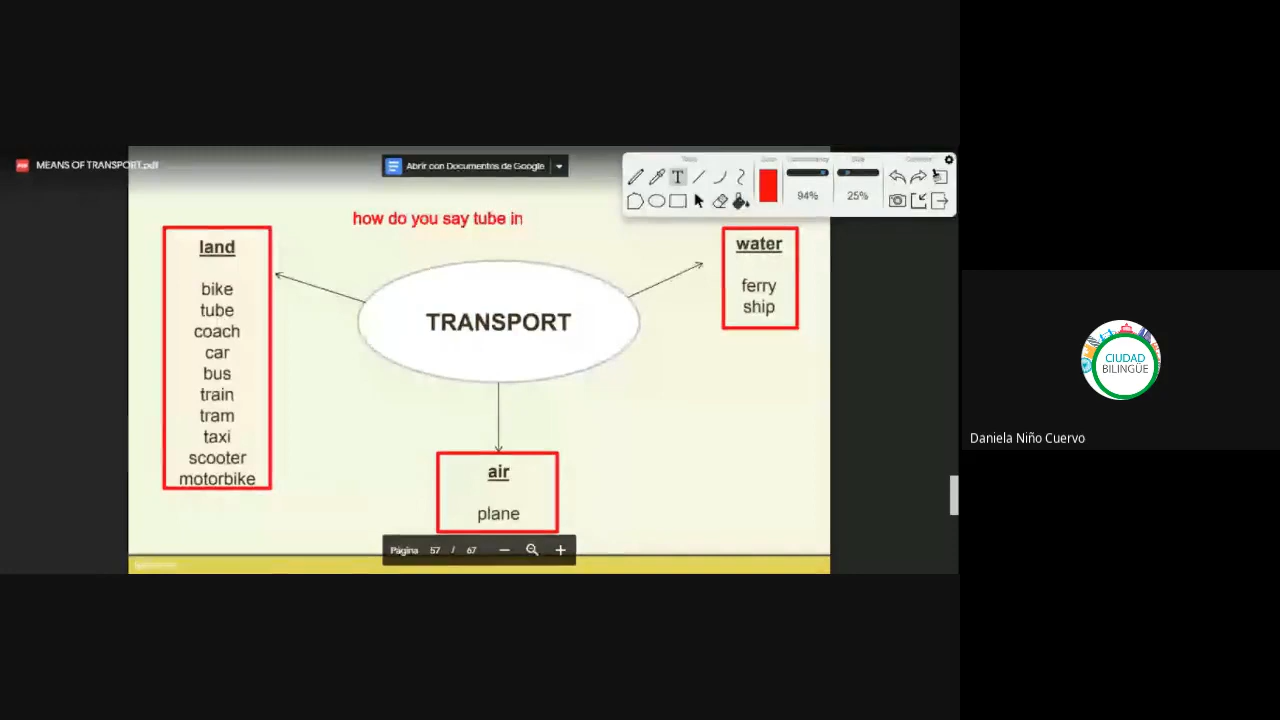 MEANS OF TRANSPORT.pdf
Abrir con Documentos de Google
94%
25%
how do you say tube in
land
bike
tube
coach
car
bus
train
tram
taxi
scooter
motorbike
TRANSPORT
water
ferry
ship
air
plane
Página 57 / 67
CIUDAD
BILINGÜE
Daniela Niño Cuervo